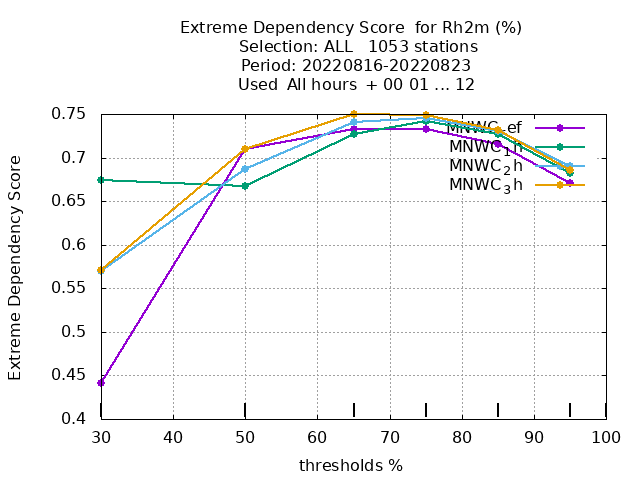 Extreme Dependency Score for Rh2m (%)
Selection: ALL 1053 stations
Period: 20220816-20220823
Used All hours + 00 01 ... 12
Extreme Dependency Score
0.75
0.7
0.65
0.6
0.55
0.5
0.45
0.4
MNWC_ef
MNWC1h
MNWC2h
MNWC3h
30 40 50 60 70 80 90 100
thresholds %